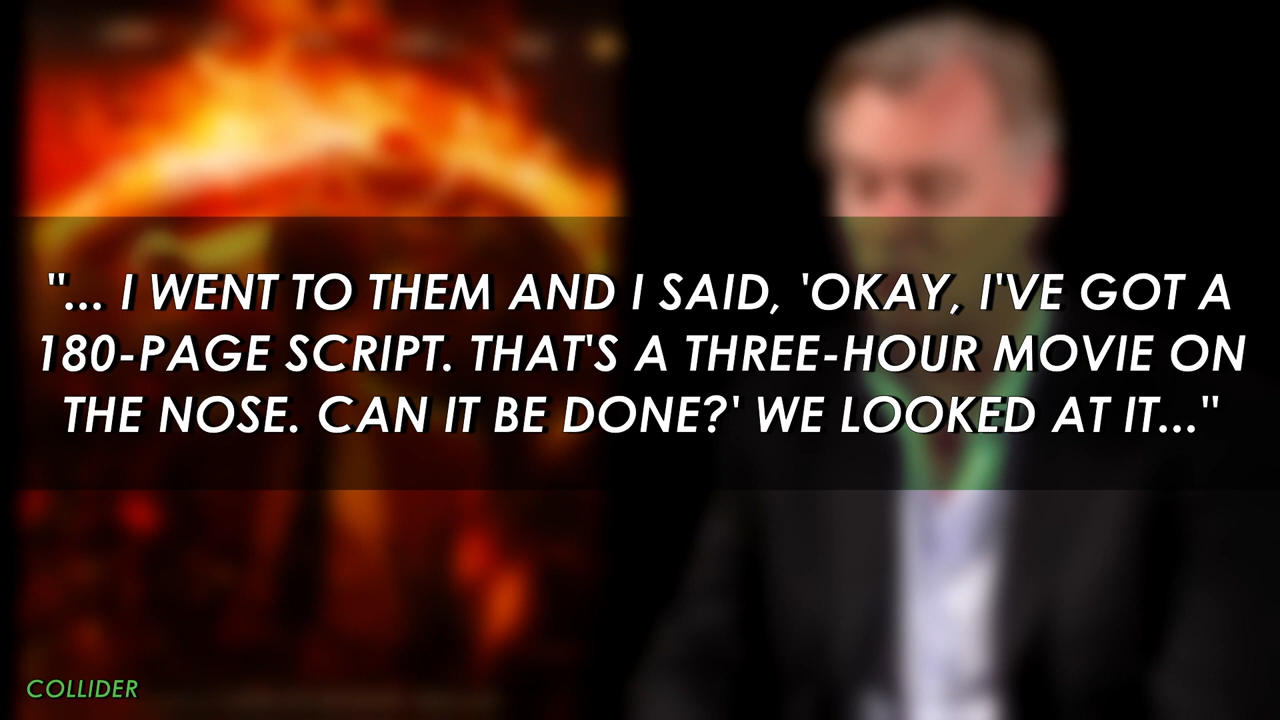 "... I WENT TO THEM AND I SAID, 'OKAY, I'VE GOT A
180-PAGE SCRIPT. THAT'S A THREE-HOUR MOVIE ON
THE NOSE. CAN IT BE DONE?' WE LOOKED AT IT..."
COLLIDER